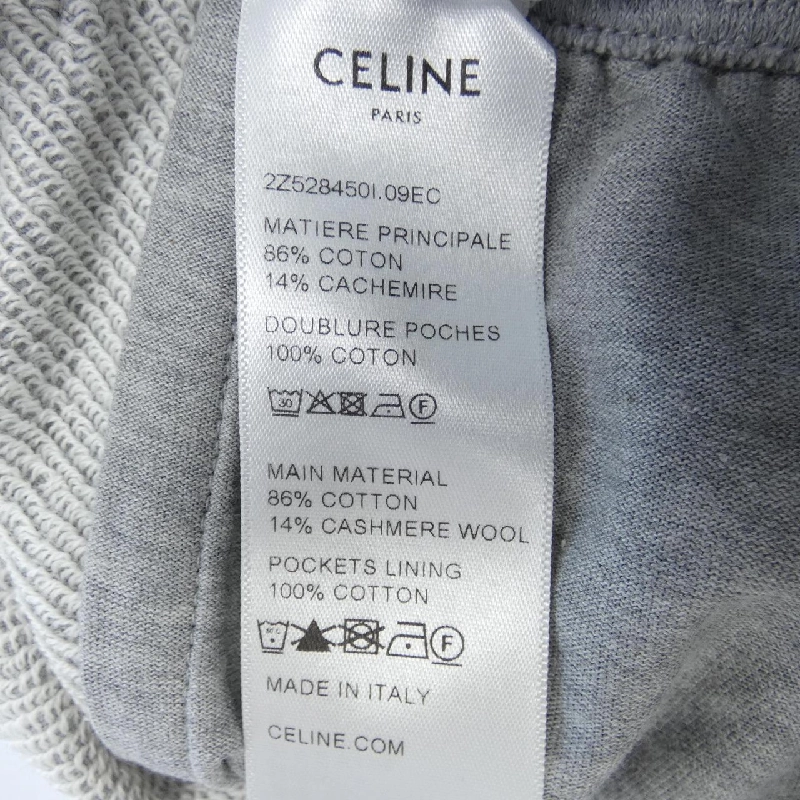 CELINE
PARIS
2Z528450I.09EC
MATIERE PRINCIPALE
86% COTON
14% CACHEMIRE
DOUBLURE POCHES
100% COTON
30 F
MAIN MATERIAL
86% COTTON
14% CASHMERE WOOL
POCKETS LINING
100% COTTON
F
MADE IN ITALY
CELINE.COM